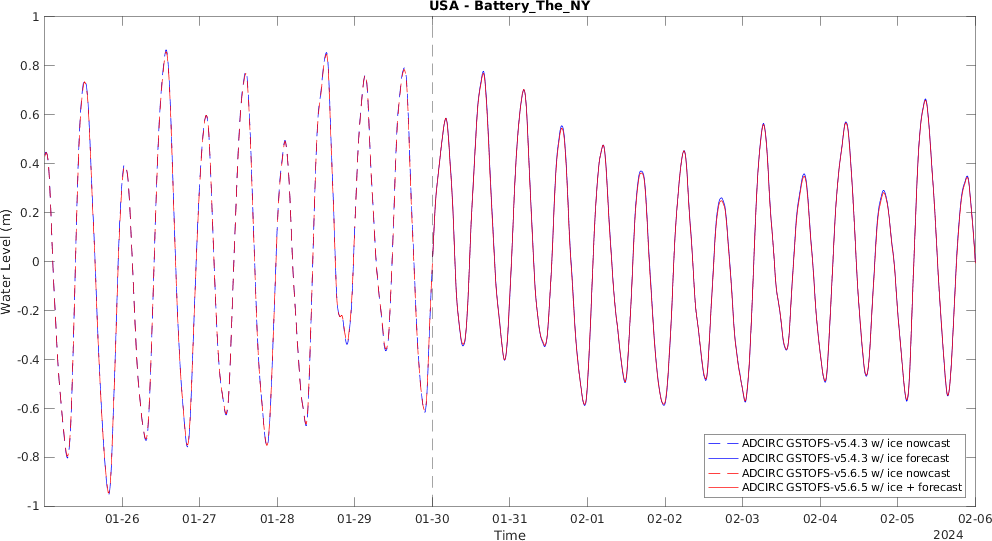 USA - Battery_The_NY
1
0.8
0.6
0.4
0.2
0
-0.2
-0.4
-0.6
-0.8
-1
Water Level (m)
ADCIRC GSTOFS-v5.4.3 w/ ice nowcast
ADCIRC GSTOFS-v5.4.3 w/ ice forecast
ADCIRC GSTOFS-v5.6.5 w/ ice nowcast
ADCIRC GSTOFS-v5.6.5 w/ ice + forecast
01-26 01-27 01-28 01-29 01-30 01-31 02-01 02-02 02-03 02-04 02-05 02-06
Time
2024